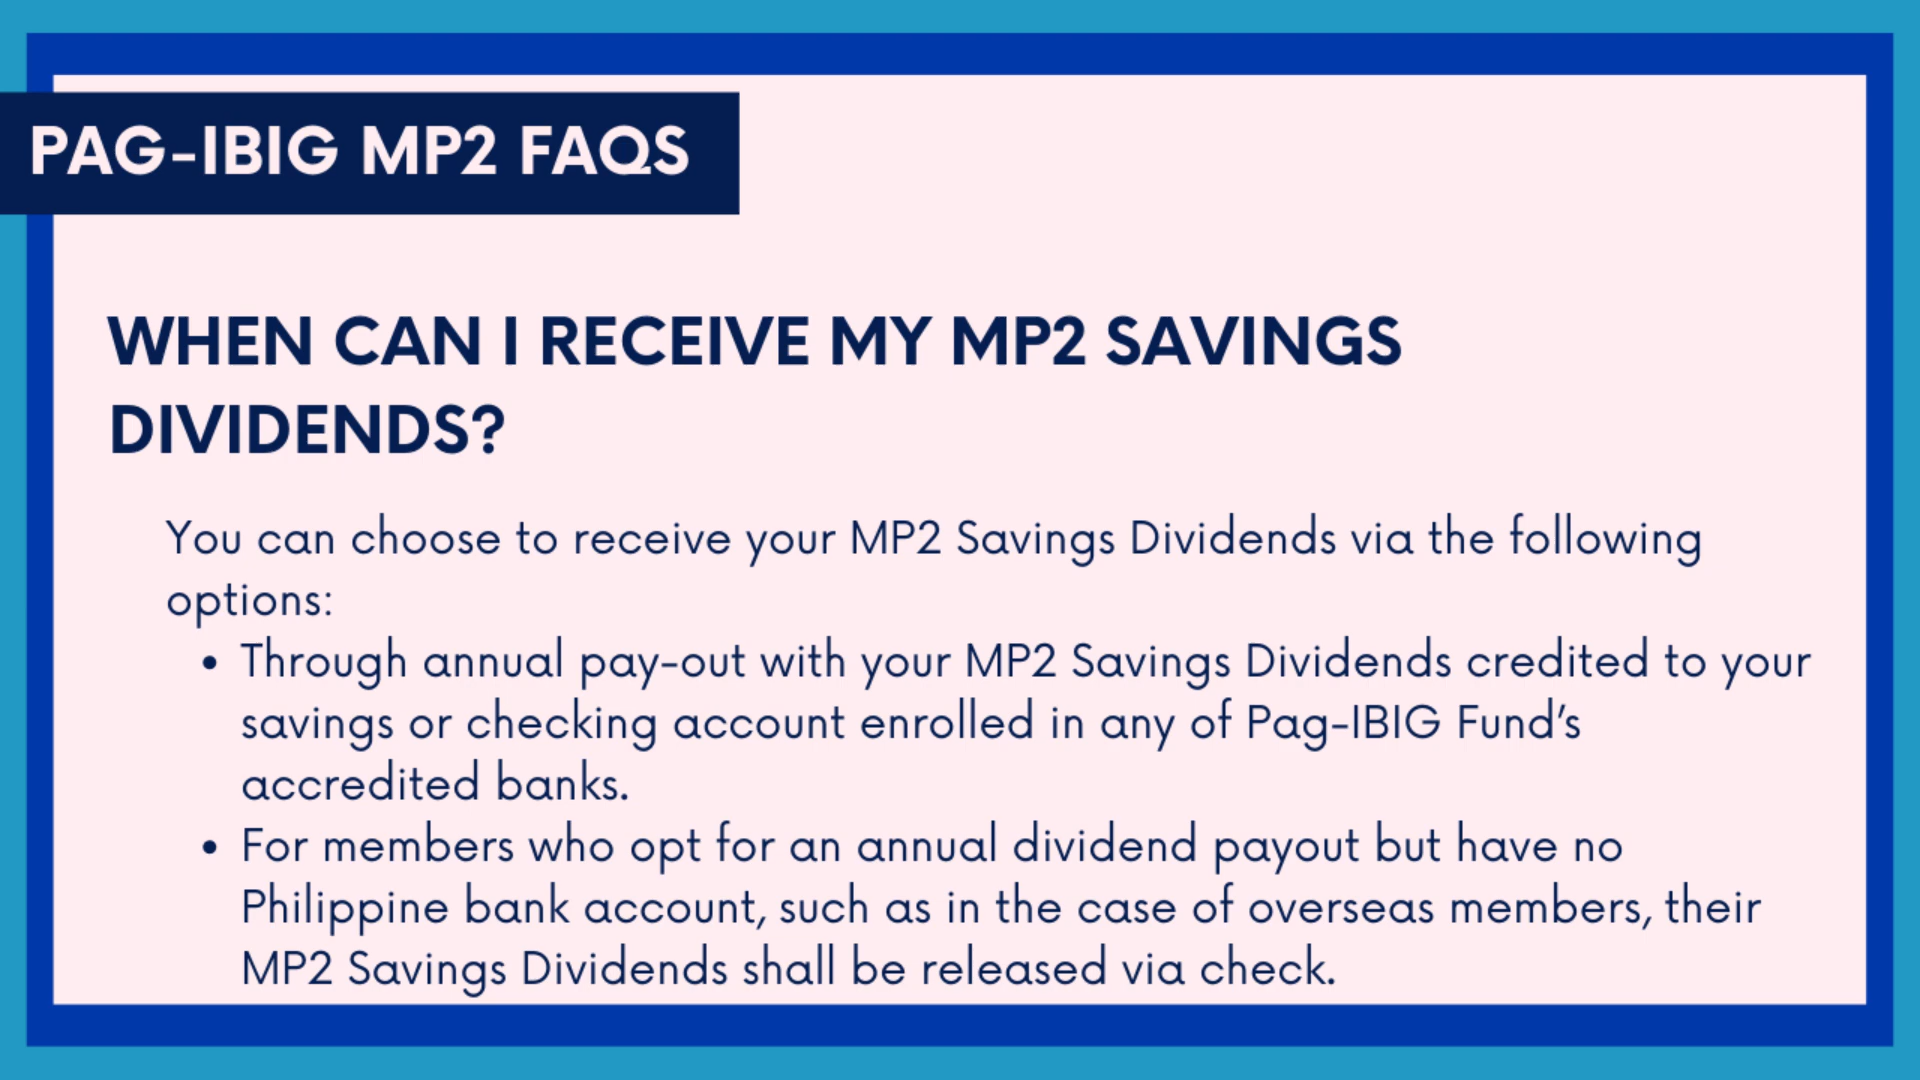 PAG-IBIG MP2 FAQS
WHEN CAN I RECEIVE MY MP2 SAVINGS
DIVIDENDS?
You can choose to receive your MP2 Savings Dividends via the following
options:
• Through annual pay-out with your MP2 Savings Dividends credited to your
savings or checking account enrolled in any of Pag-IBIG Fund's
accredited banks.
• For members who opt for an annual dividend payout but have no
Philippine bank account, such as in the case of overseas members, their
MP2 Savings Dividends shall be released via check.